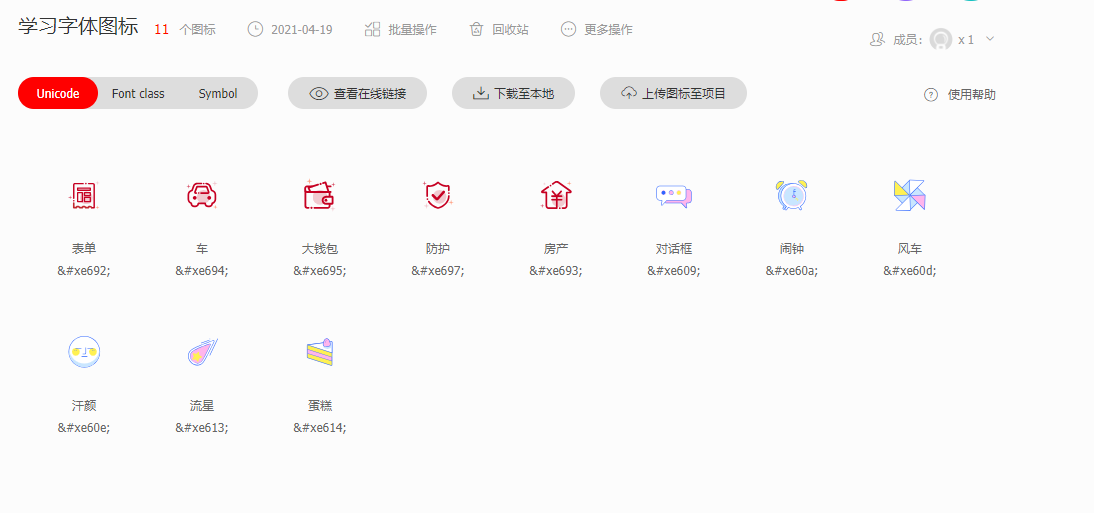 学习字体图标 11 个图标 2021-04-19 批量操作 回收站 更多操作
成员: x 1
Unicode Font class Symbol 查看在线链接 下载至本地 上传图标至项目 使用帮助
表单 车 大钱包 防护 房产 对话框 闹钟 风车
&#xe692; &#xe694; &#xe695; &#xe697; &#xe693; &#xe609; &#xe60a; &#xe60d;
汗颜 流星 蛋糕
&#xe60e; &#xe613; &#xe614;